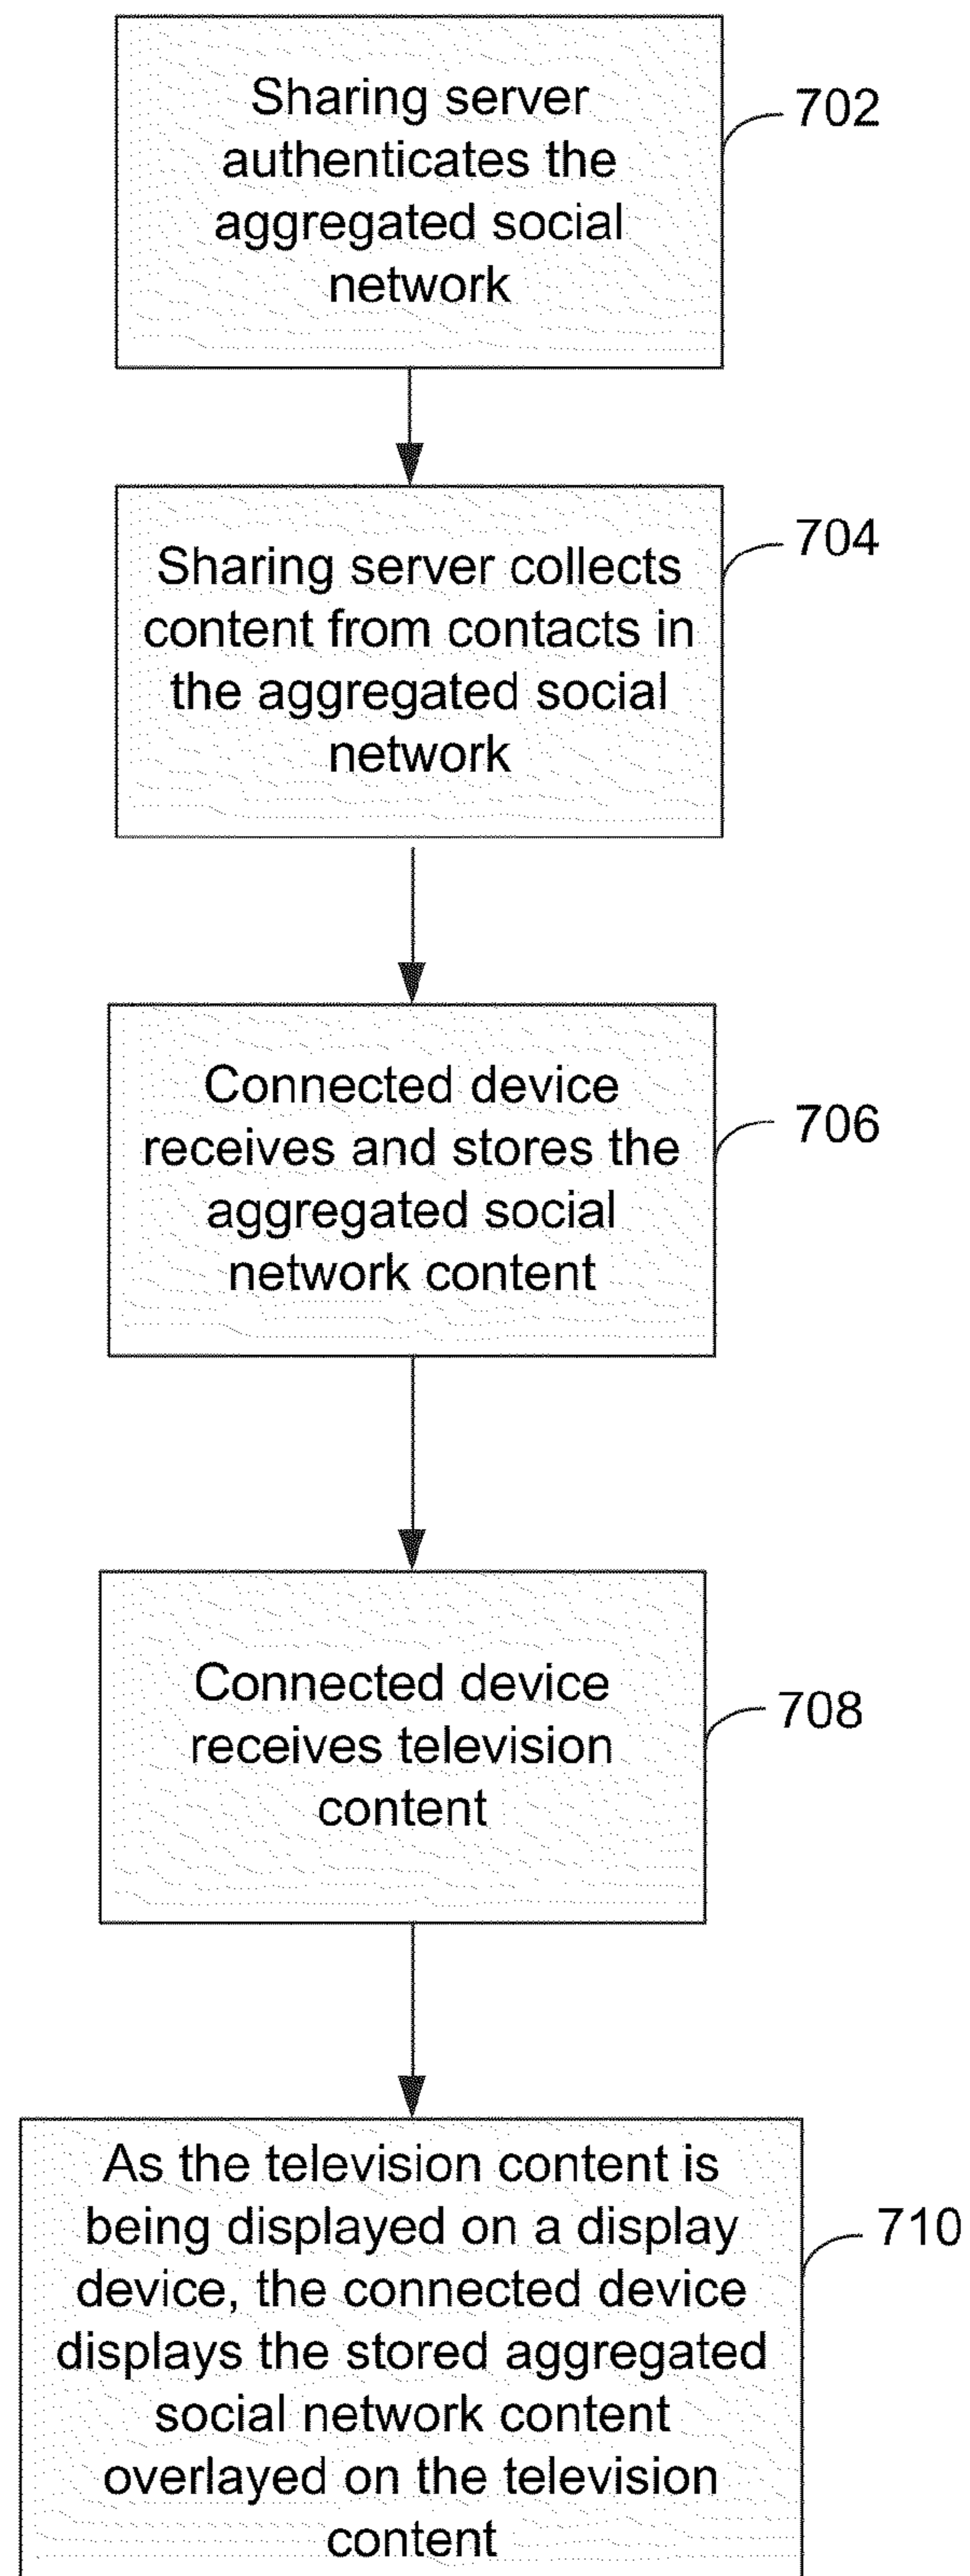 Sharing server
authenticates the
aggregated social
network
702
Sharing server collects
content from contacts in
the aggregated social
network
704
Connected device
receives and stores the
aggregated social
network content
706
Connected device
receives television
content
708
As the television content is
being displayed on a display
device, the connected device
displays the stored aggregated
social network content
overlayed on the television
content
710